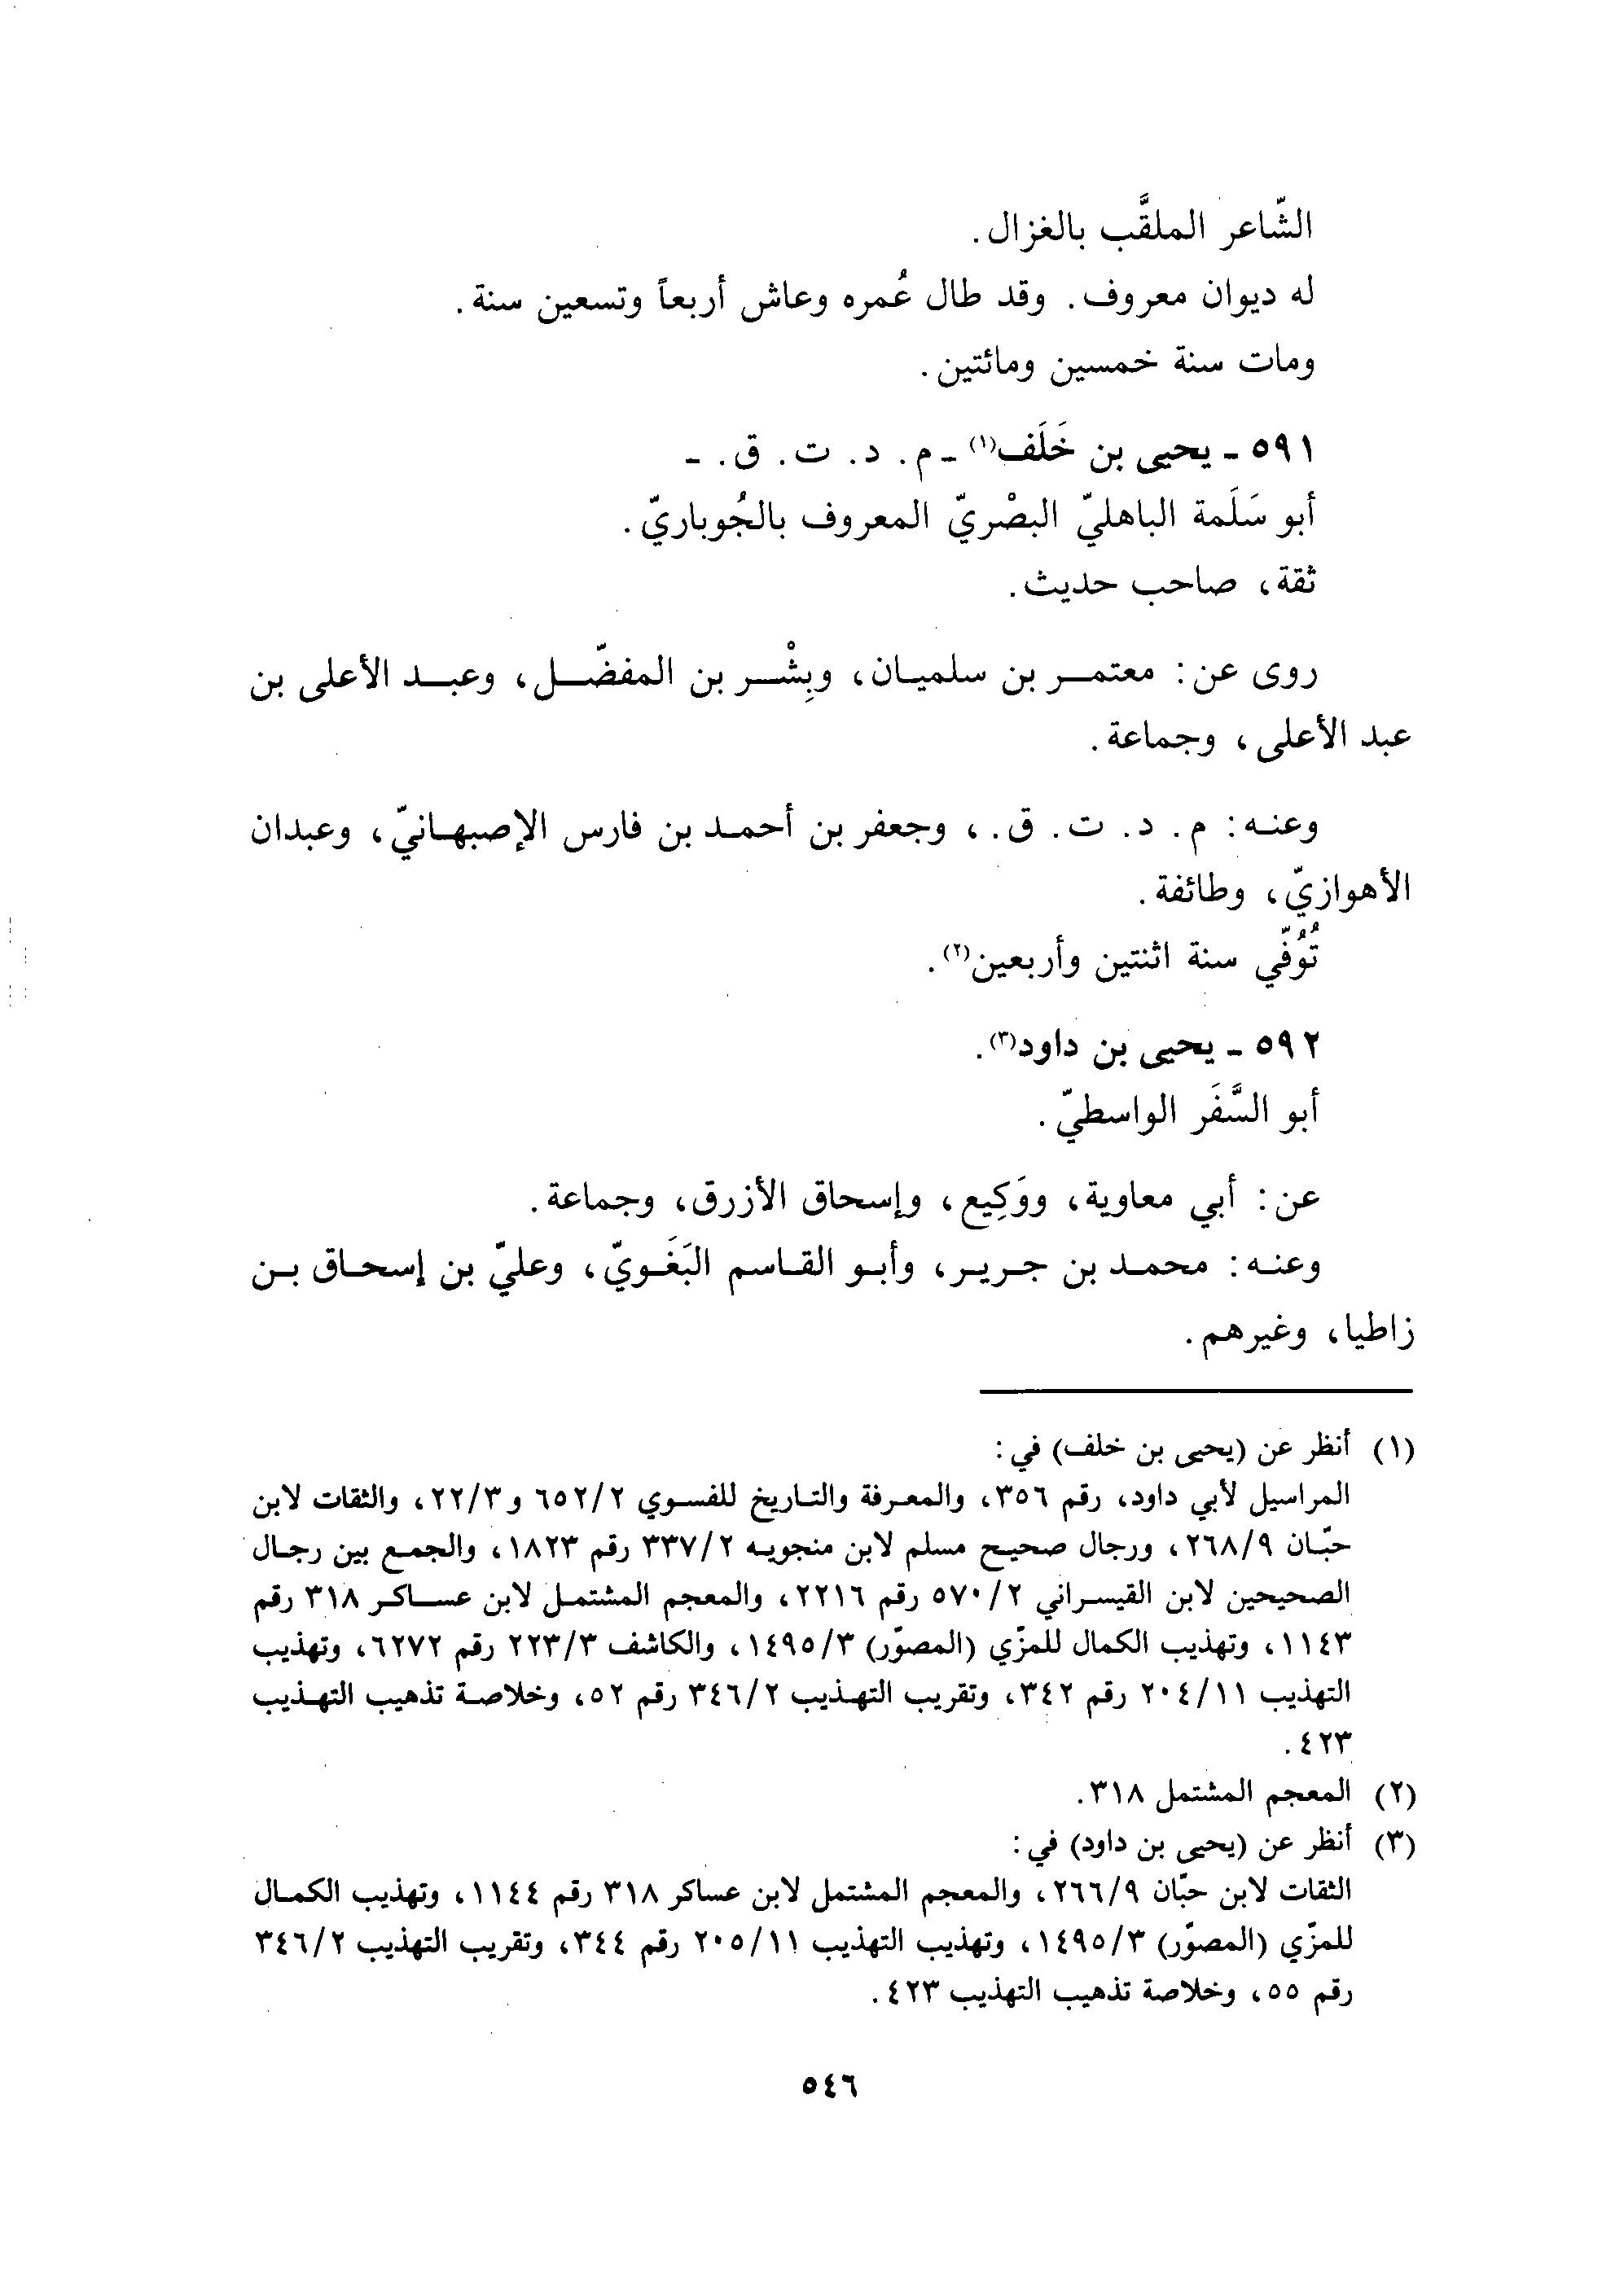 الشّاعر الملقَّب بالغزال.
له ديوان معروف. وقد طال عُمره وعاش أربعاً وتسعين سنة.
ومات سنة خمسين ومائتين.
٥٩١ ـ يحيى بن خَلَف(١) ـ م. د. ت. ق. ـ
أبو سَلَمة الباهليّ البصْريّ المعروف بالجُوباريّ.
ثقة، صاحب حديث.
روى عن: معتمر بن سلميان، وبِشْر بن المفضّل، وعبد الأعلى بن
عبد الأعلى، وجماعة.
وعنه: م. د. ت. ق.، وجعفر بن أحمد بن فارس الإصبهانيّ، وعبدان
الأهوازيّ، وطائفة.
تُوُفّي سنة اثنتين وأربعين(٢).
٥٩٢ ـ يحيى بن داود(٣).
أبو السَّفَر الواسطيّ.
عن: أبي معاوية، ووَكِيع، وإسحاق الأزرق، وجماعة.
وعنه: محمد بن جرير، وأبو القاسم البَغَويّ، وعليّ بن إسحاق بن
زاطيا، وغيرهم.
(١) أنظر عن (يحيى بن خلف) في:
المراسيل لأبي داود، رقم ٣٥٦، والمعرفة والتاريخ للفسوي ٦٥٢/٢ و٢٢/٣، والثقات لابن
حبّان ٢٦٨/٩، ورجال صحيح مسلم لابن منجويه ٣٣٧/٢ رقم ١٨٢٣، والجمع بين رجال
الصحيحين لابن القيسراني ٥٧٠/٢ رقم ٢٢١٦، والمعجم المشتمل لابن عساكر ٣١٨ رقم
١١٤٣، وتهذيب الكمال للمزّي (المصوّر) ١٤٩٥/٣، والكاشف ٢٢٣/٣ رقم ٦٢٧٢، وتهذيب
التهذيب ٢٠٤/١١ رقم ٣٤٢، وتقريب التهذيب ٣٤٦/٢ رقم ٥٢، وخلاصة تذهيب التهذيب
٤٢٣.
(٢) المعجم المشتمل ٣١٨.
(٣) أنظر عن (يحيى بن داود) في:
الثقات لابن حبّان ٢٦٦/٩، والمعجم المشتمل لابن عساكر ٣١٨ رقم ١١٤٤، وتهذيب الكمال
للمزّي (المصوّر) ١٤٩٥/٣، وتهذيب التهذيب ٢٠٥/١١ رقم ٣٤٤، وتقريب التهذيب ٣٤٦/٢
رقم ٥٥، وخلاصة تذهيب التهذيب ٤٢٣.
٥٤٦